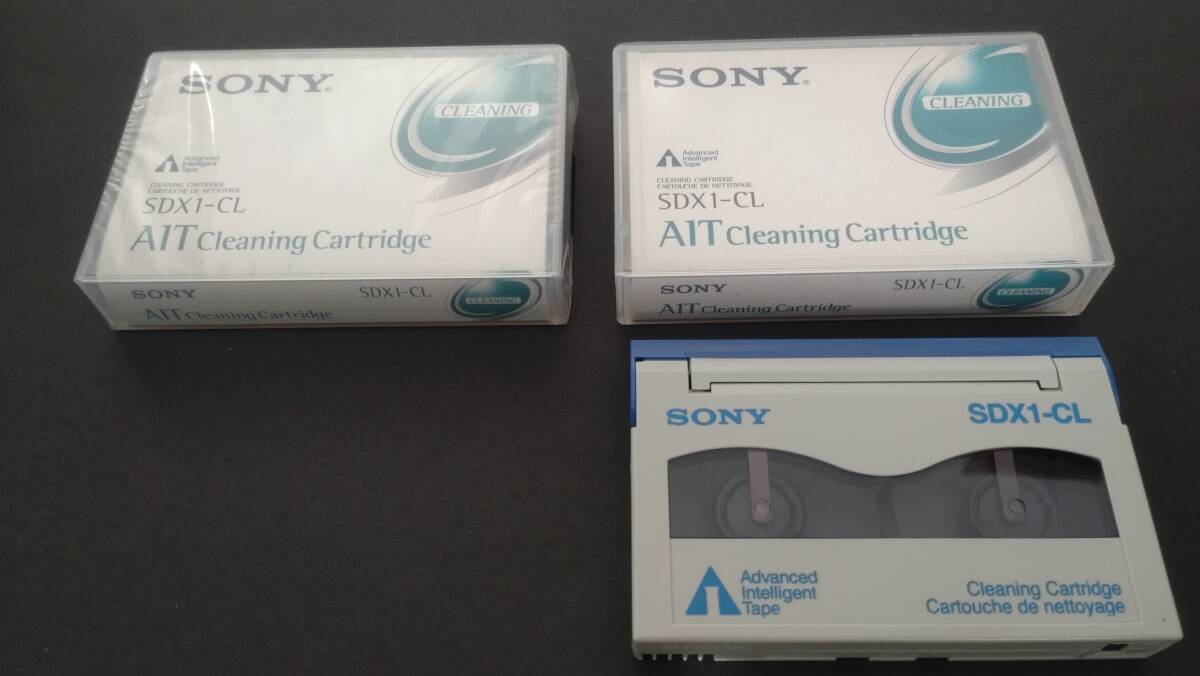 SONY®
CLEANING
Advanced
Intelligent
Tape
CLEANING CARTRIDGE
CARTOUCHE DE NETTOYAGE
SDX1-CL
AIT Cleaning Cartridge
SONY SDX1-CL CLEANING
AIT Cleaning Cartridge
SONY®
CLEANING
Advanced
Intelligent
Tape
CLEANING CARTRIDGE
CARTOUCHE DE NETTOYAGE
SDX1-CL
AIT Cleaning Cartridge
SONY SDX1-CL CLEANING
AIT Cleaning Cartridge
SONY SDX1-CL
Advanced
Intelligent
Tape
Cleaning Cartridge
Cartouche de nettoyage